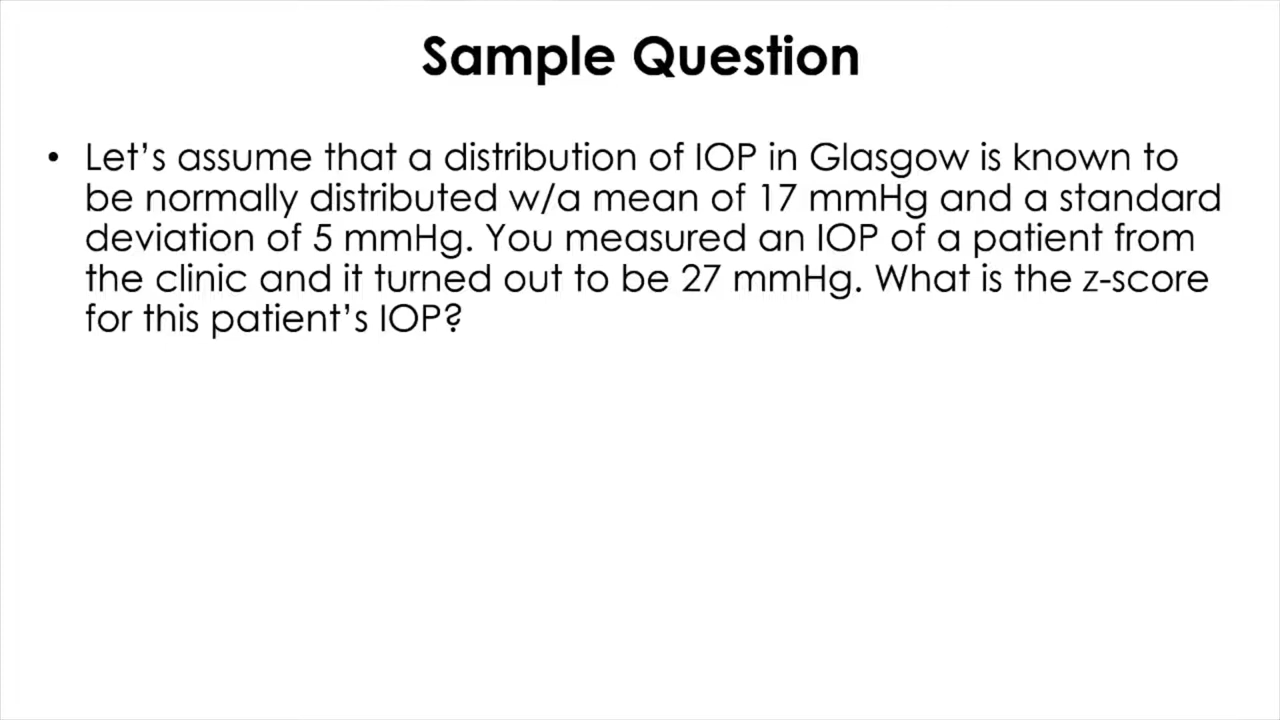 Sample Question
• Let’s assume that a distribution of IOP in Glasgow is known to
be normally distributed w/a mean of 17 mmHg and a standard
deviation of 5 mmHg. You measured an IOP of a patient from
the clinic and it turned out to be 27 mmHg. What is the z-score
for this patient’s IOP?